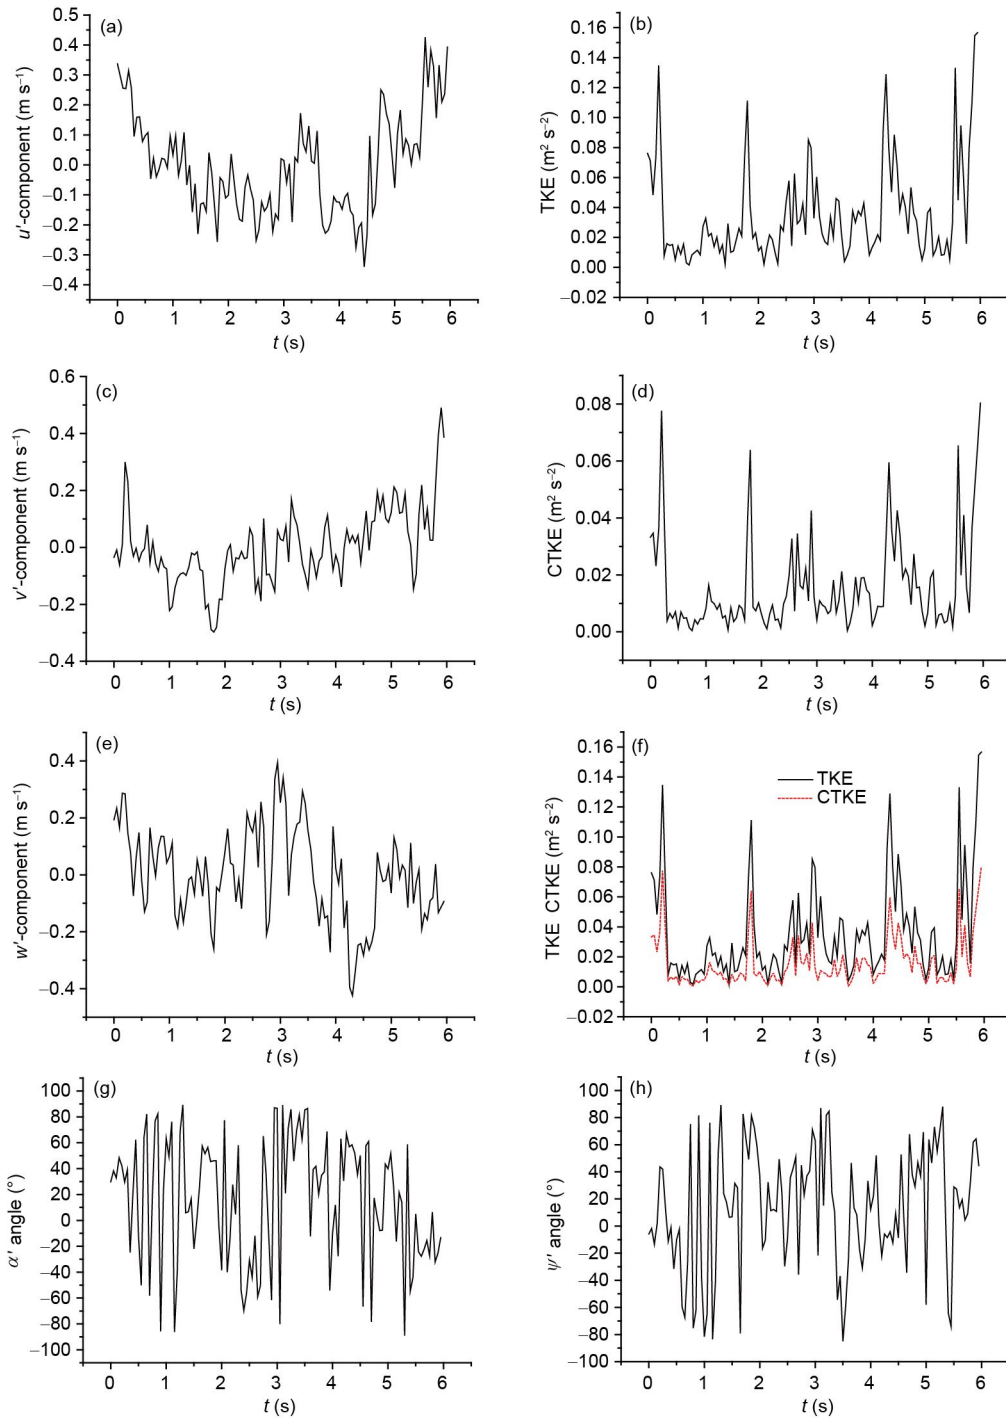 (a)
0.5
0.4
0.3
0.2
0.1
0.0
−0.1
−0.2
−0.3
−0.4
u′-component (m s⁻¹)
0 1 2 3 4 5 6
t (s)
(b)
0.16
0.14
0.12
0.10
0.08
0.06
0.04
0.02
0.00
−0.02
TKE (m² s⁻²)
0 1 2 3 4 5 6
t (s)
(c)
0.6
0.4
0.2
0.0
−0.2
−0.4
v′-component (m s⁻¹)
0 1 2 3 4 5 6
t (s)
(d)
0.08
0.06
0.04
0.02
0.00
CTKE (m² s⁻²)
0 1 2 3 4 5 6
t (s)
(e)
0.4
0.2
0.0
−0.2
−0.4
w′-component (m s⁻¹)
0 1 2 3 4 5 6
t (s)
(f)
0.16
0.14
0.12
0.10
0.08
0.06
0.04
0.02
0.00
−0.02
TKE CTKE (m² s⁻²)
TKE
CTKE
0 1 2 3 4 5 6
t (s)
(g)
100
80
60
40
20
0
−20
−40
−60
−80
−100
α′ angle (°)
0 1 2 3 4 5 6
t (s)
(h)
100
80
60
40
20
0
−20
−40
−60
−80
−100
ψ′ angle (°)
0 1 2 3 4 5 6
t (s)